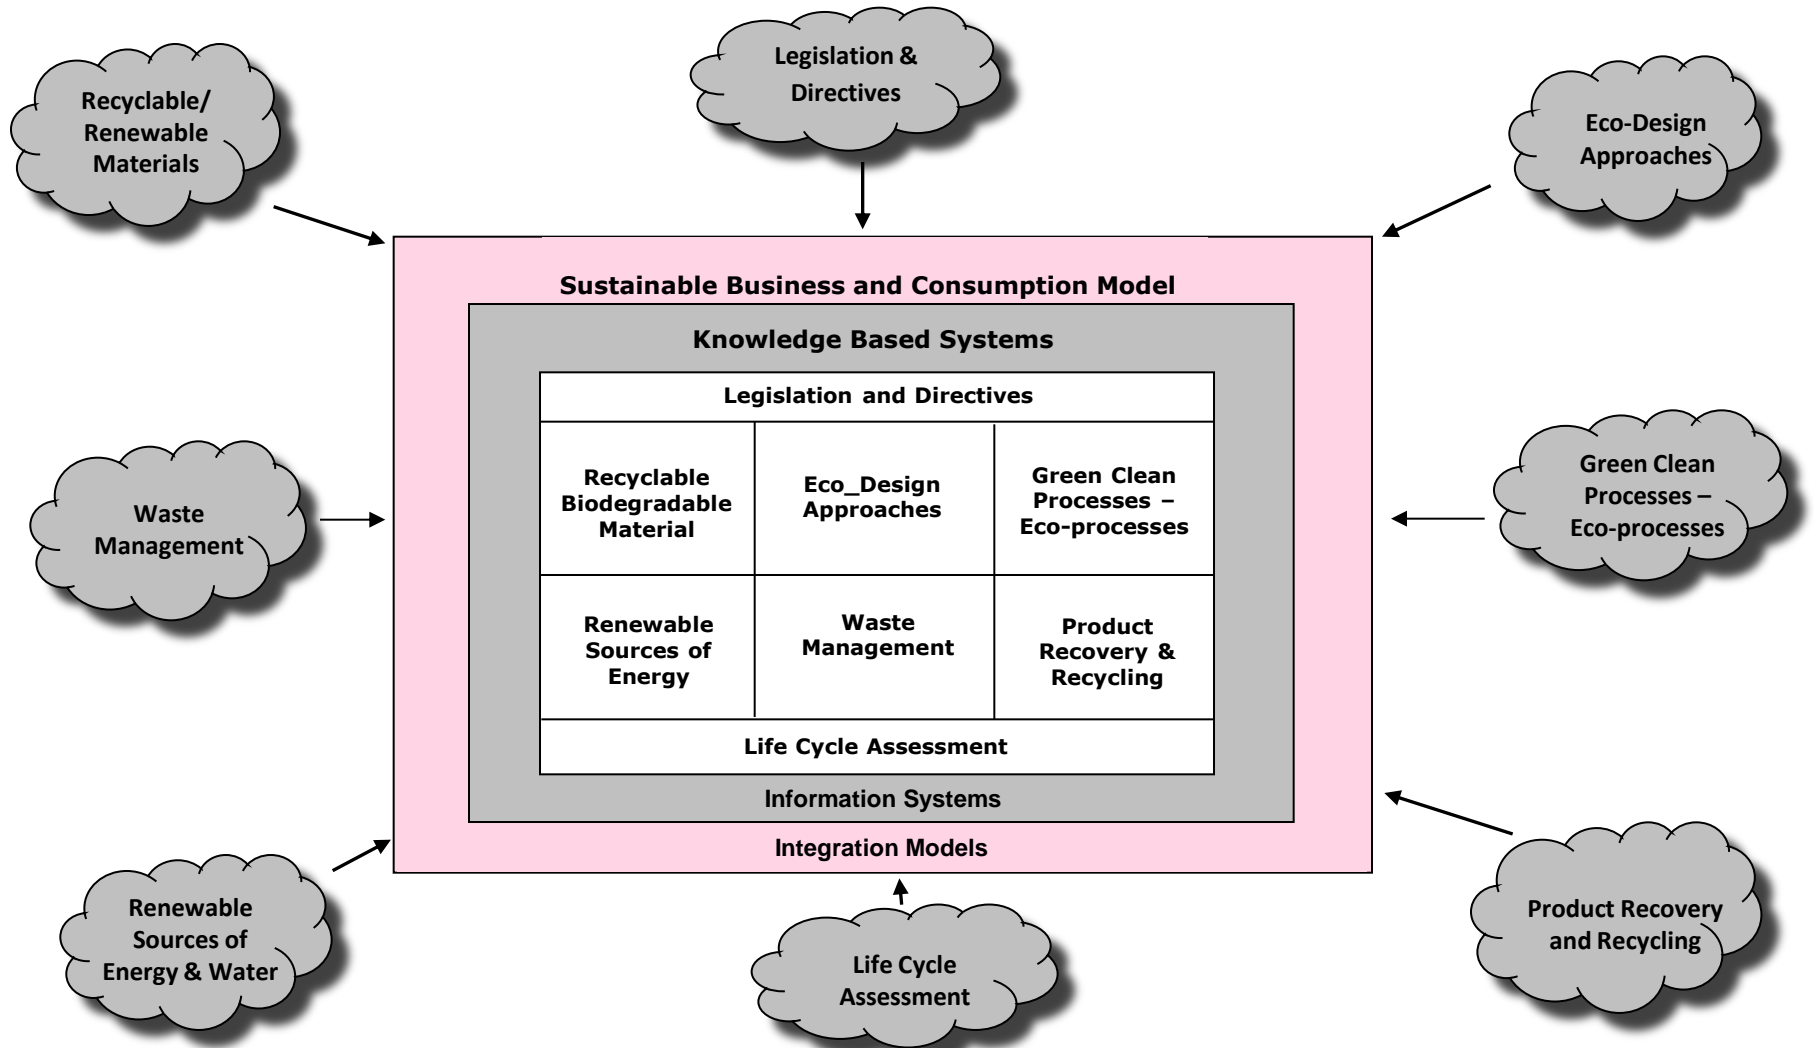 Legislation &
Directives
Recyclable/
Renewable
Materials
Eco-Design
Approaches
Sustainable Business and Consumption Model
Knowledge Based Systems
Legislation and Directives
Recyclable
Biodegradable
Material
Eco_Design
Approaches
Green Clean
Processes –
Eco-processes
Renewable
Sources of
Energy
Waste
Management
Product
Recovery &
Recycling
Life Cycle Assessment
Information Systems
Integration Models
Waste
Management
Green Clean
Processes –
Eco-processes
Renewable
Sources of
Energy & Water
Life Cycle
Assessment
Product Recovery
and Recycling